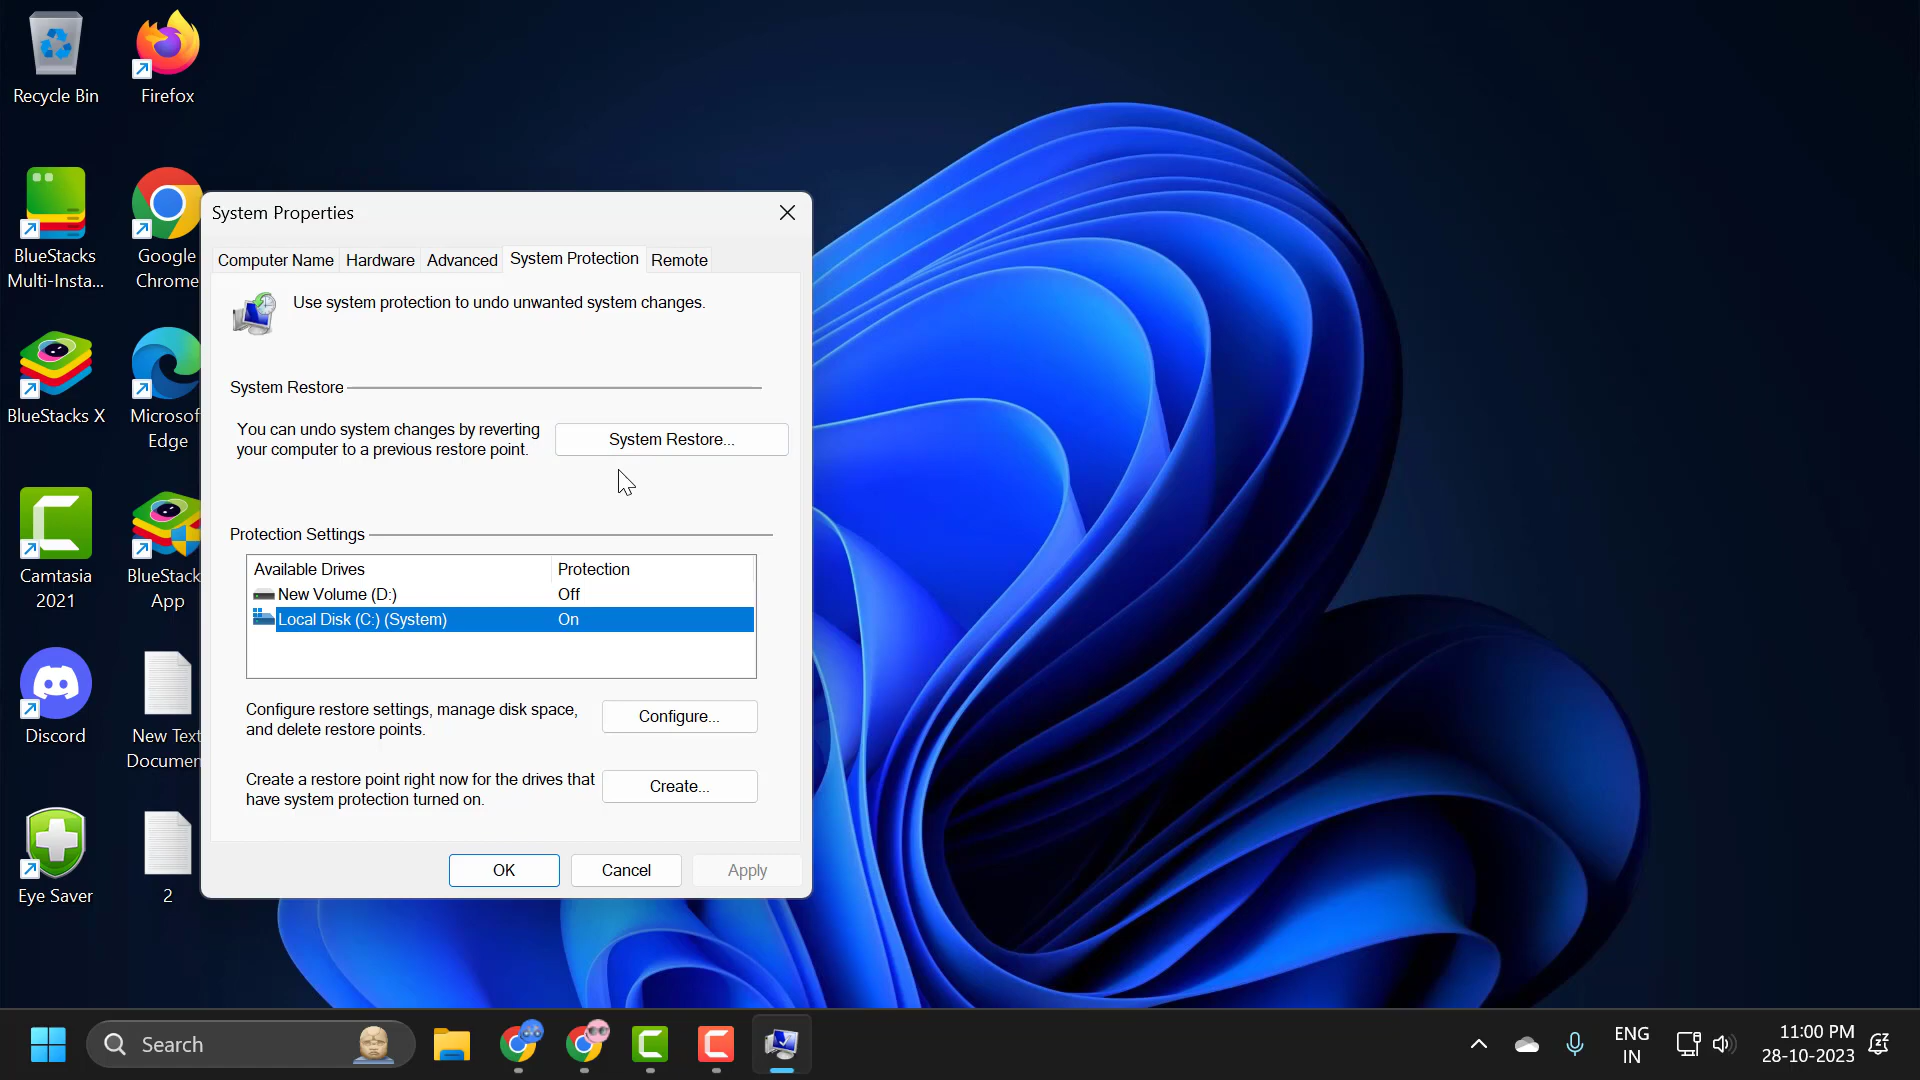 Recycle Bin
Firefox
BlueStacks
Multi-Insta...
Google
Chrome
BlueStacks X
Microsof
Edge
Camtasia
2021
BlueStack
App
Discord
New Text
Documen
Eye Saver
2
System Properties
Computer Name
Hardware
Advanced
System Protection
Remote
Use system protection to undo unwanted system changes.
System Restore
You can undo system changes by reverting
your computer to a previous restore point.
System Restore...
Protection Settings
Available Drives
Protection
New Volume (D:)
Off
Local Disk (C:) (System)
On
Configure restore settings, manage disk space,
and delete restore points.
Configure...
Create a restore point right now for the drives that
have system protection turned on.
Create...
OK
Cancel
Apply
Search
ENG
IN
11:00 PM
28-10-2023